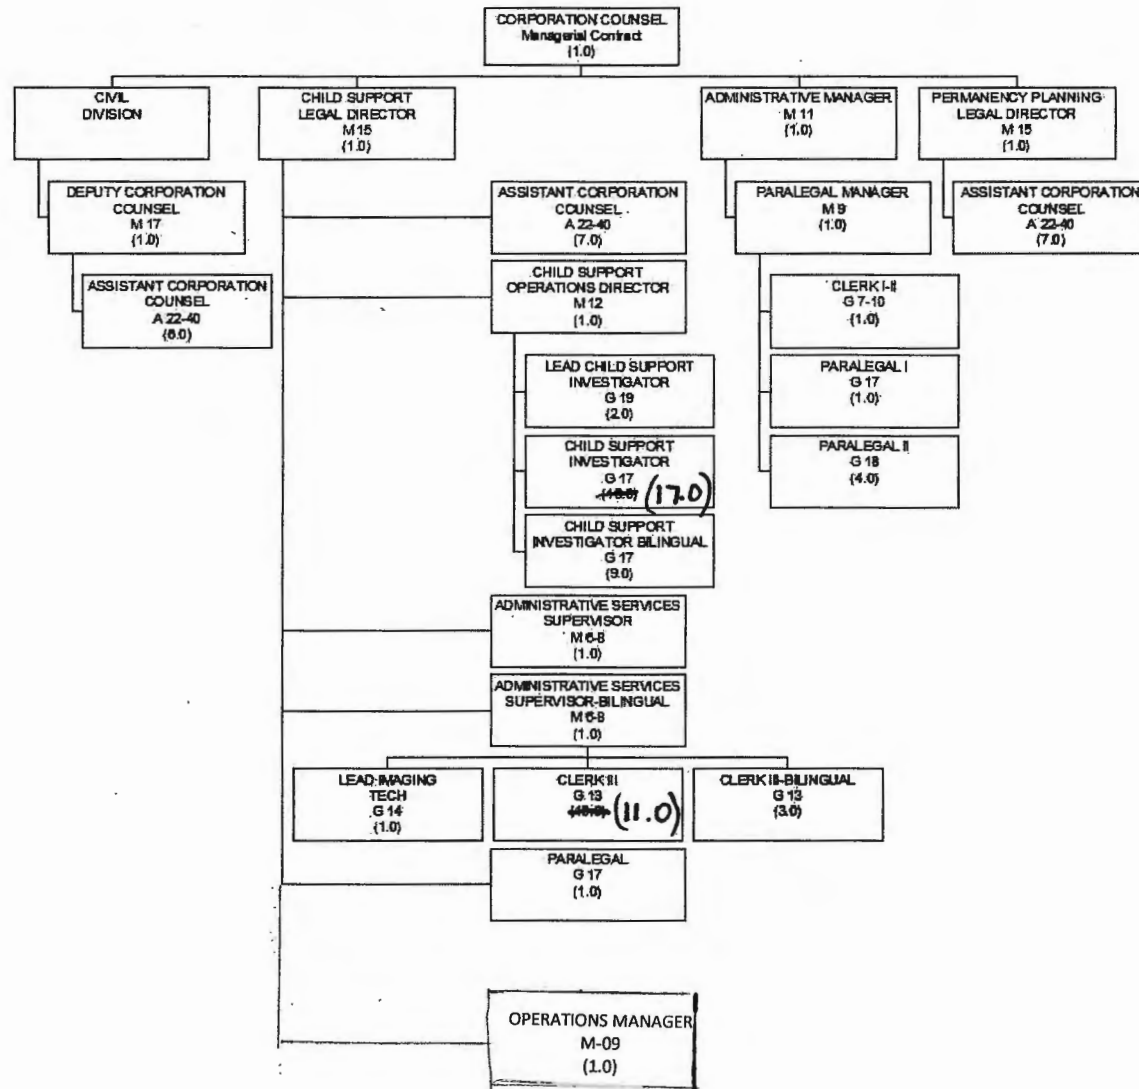 CORPORATION COUNSEL
Managerial Contract
(1.0)
CIVIL
DIVISION
CHILD SUPPORT
LEGAL DIRECTOR
M 15
(1.0)
ADMINISTRATIVE MANAGER
M 11
(1.0)
PERMANENCY PLANNING
LEGAL DIRECTOR
M 15
(1.0)
DEPUTY CORPORATION
COUNSEL
M 17
(1.0)
ASSISTANT CORPORATION
COUNSEL
A 22-40
(7.0)
PARALEGAL MANAGER
M 9
(1.0)
ASSISTANT CORPORATION
COUNSEL
A 22-40
(7.0)
ASSISTANT CORPORATION
COUNSEL
A 22-40
CHILD SUPPORT
OPERATIONS DIRECTOR
M 12
(1.0)
CLERK I-II
G 7-10
(1.0)
LEAD CHILD SUPPORT
INVESTIGATOR
G 19
(2.0)
PARALEGAL I
G 17
(1.0)
CHILD SUPPORT
INVESTIGATOR
G 17
(17.0)
PARALEGAL II
G 18
(4.0)
CHILD SUPPORT
INVESTIGATOR BILINGUAL
G 17
(9.0)
ADMINISTRATIVE SERVICES
SUPERVISOR
M 6-8
(1.0)
ADMINISTRATIVE SERVICES
SUPERVISOR-BILINGUAL
M 6-8
(1.0)
LEAD IMAGING
TECH
G 14
(1.0)
CLERK III
G 13
(11.0)
CLERK III-BILINGUAL
G 13
(3.0)
PARALEGAL
G 17
(1.0)
OPERATIONS MANAGER
M-09
(1.0)